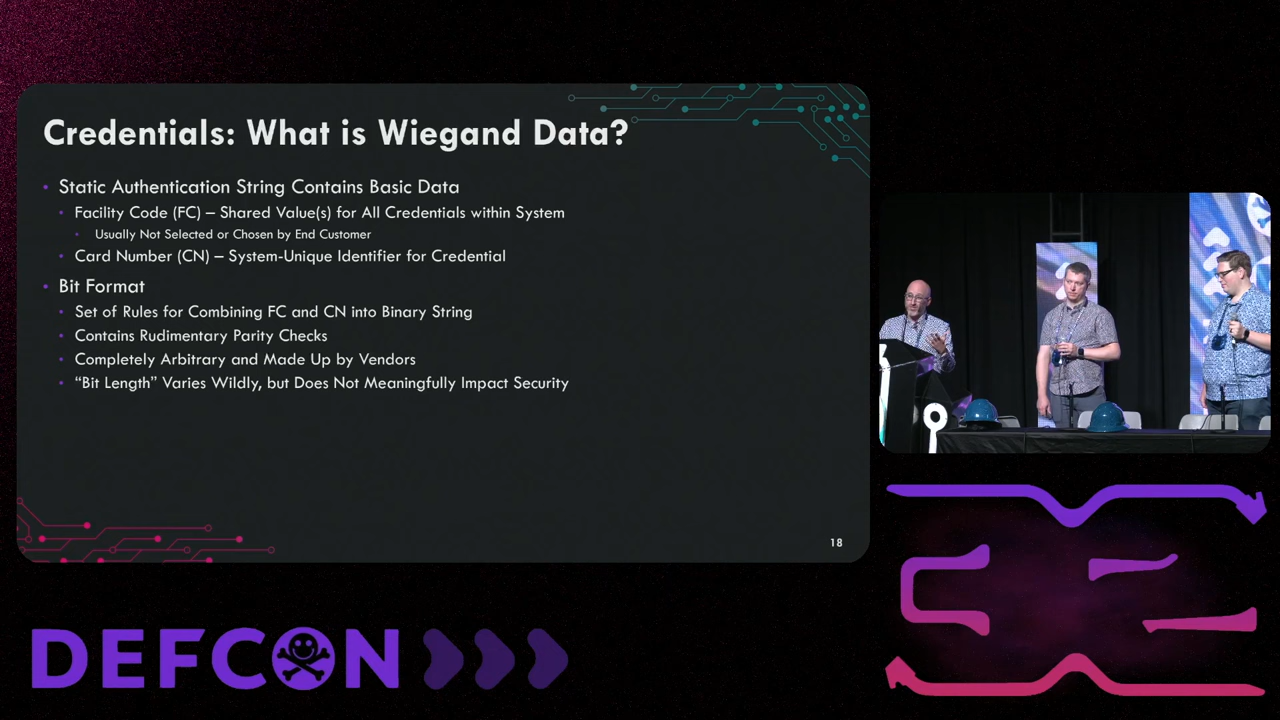 Credentials: What is Wiegand Data?
• Static Authentication String Contains Basic Data
• Facility Code (FC) – Shared Value(s) for All Credentials within System
• Usually Not Selected or Chosen by End Customer
• Card Number (CN) – System-Unique Identifier for Credential
• Bit Format
• Set of Rules for Combining FC and CN into Binary String
• Contains Rudimentary Parity Checks
• Completely Arbitrary and Made Up by Vendors
• “Bit Length” Varies Wildly, but Does Not Meaningfully Impact Security
18
DEFCON